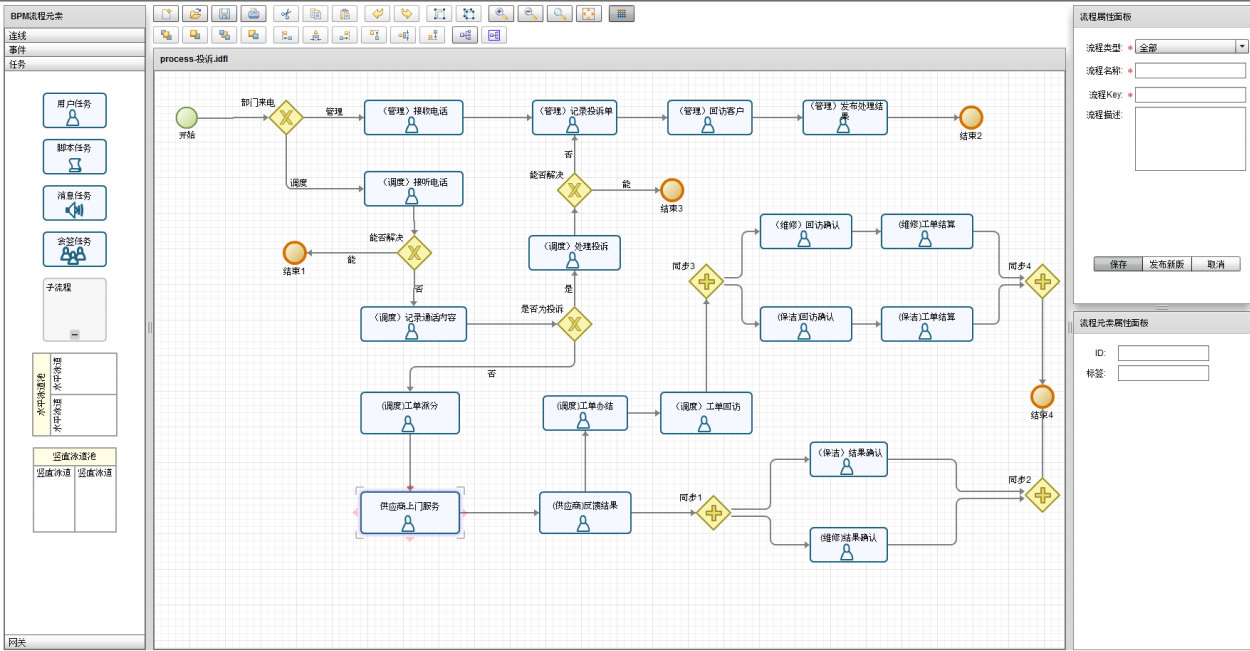 BPM流程元素
连线
事件
任务
用户任务
脚本任务
消息任务
会签任务
子流程
水平泳道池
水平泳道
水平泳道
竖直泳道池
竖直泳道
竖直泳道
网关
process-投诉.idfl
开始
部门来电
管理
(管理)接收电话
(管理)记录投诉单
(管理)回访客户
(管理)发布处理结
果
结束2
调度
(调度)接听电话
否
能否解决
能
结束3
能否解决
能
结束1
(调度)处理投诉
(维修)回访确认
(维修)工单结算
同步3
同步4
否
是
是否为投诉
(调度)记录通话内容
(保洁)回访确认
(保洁)工单结算
否
(调度)工单派分
(调度)工单办结
(调度)工单回访
结束4
(保洁)结果确认
同步1
同步2
供应商上门服务
(供应商)反馈结果
(维修)结果确认
流程属性面板
流程类型: * 全部
流程名称: *
流程Key: *
流程描述:
保存
发布新版
取消
流程元素属性面板
ID:
标签: